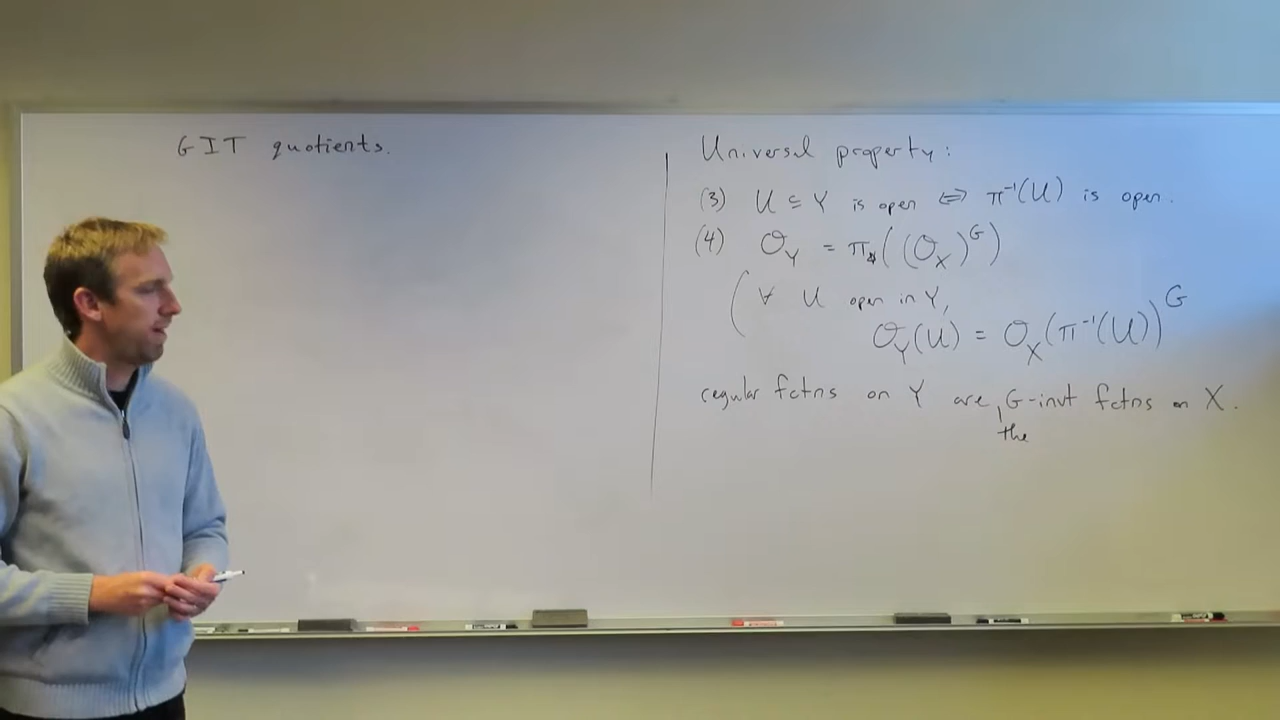 GIT quotients.
Universal property:
(3) U ⊆ Y is open ⇔ π⁻¹(U) is open.
(4) 𝒪_Y = π_*((𝒪_X)^G)
( ∀ U open in Y,
𝒪_Y(U) = 𝒪_X(π⁻¹(U))^G
regular fctns on Y are, G-invt fctns on X.
the